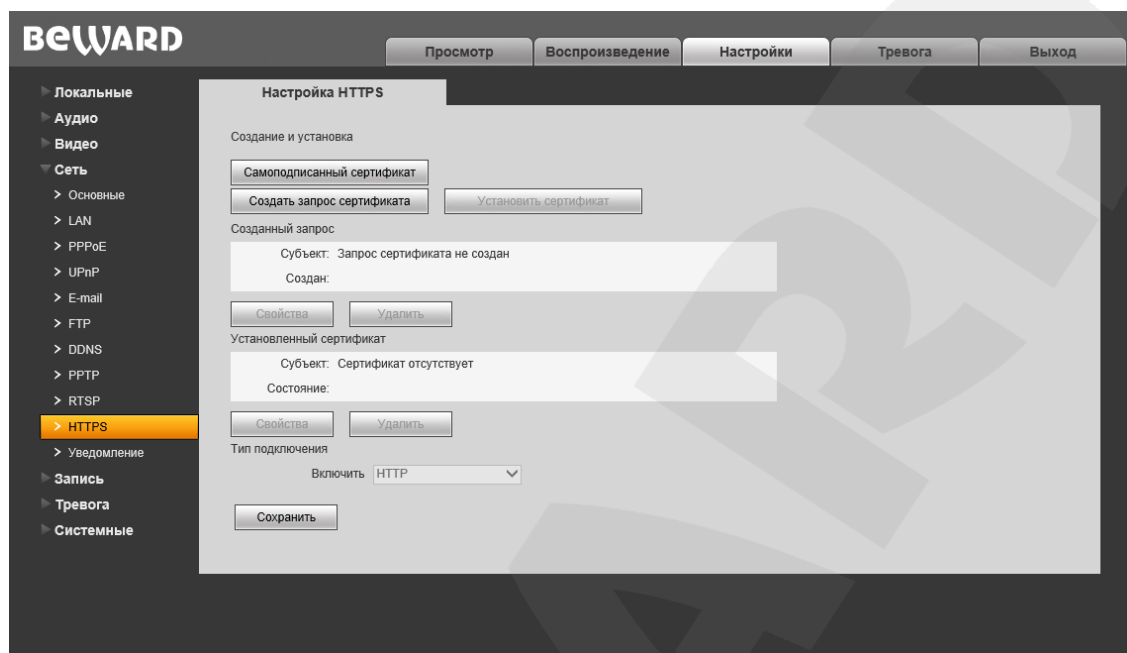 BEWARD
Просмотр Воспроизведение Настройки Тревога Выход
Локальные
Аудио
Видео
Сеть
> Основные
> LAN
> PPPoE
> UPnP
> E-mail
> FTP
> DDNS
> PPTP
> RTSP
> HTTPS
> Уведомление
Запись
Тревога
Системные
Настройка HTTPS
Создание и установка
Самоподписанный сертификат
Создать запрос сертификата Установить сертификат
Созданный запрос
Субъект: Запрос сертификата не создан
Создан:
Свойства Удалить
Установленный сертификат
Субъект: Сертификат отсутствует
Состояние:
Свойства Удалить
Тип подключения
Включить HTTP
Сохранить